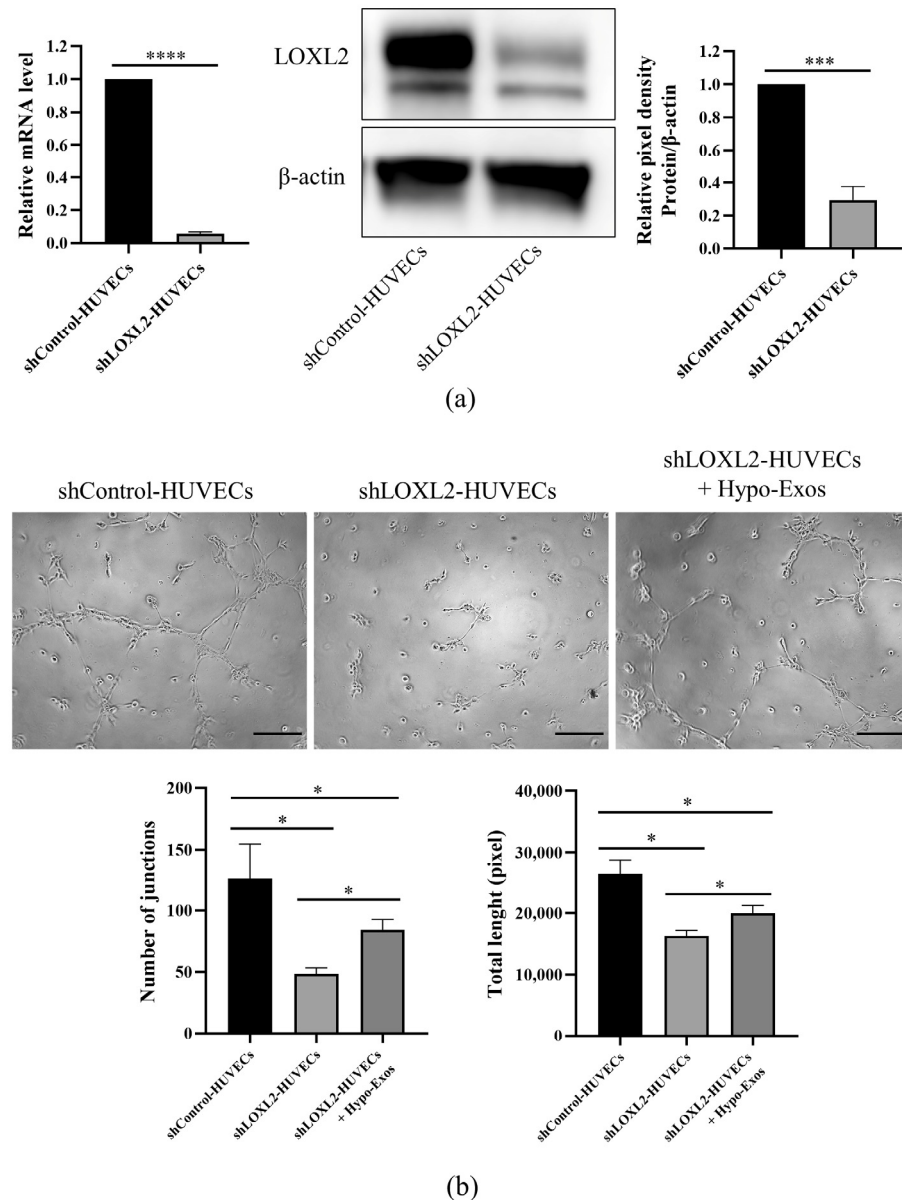 Relative mRNA level
1.2
1.0
0.8
0.6
0.4
0.2
0.0
****
shControl-HUVECs
shLOXL2-HUVECs
LOXL2
β-actin
shControl-HUVECs
shLOXL2-HUVECs
Relative pixel density
Protein/β-actin
1.2
1.0
0.8
0.6
0.4
0.2
0.0
***
shControl-HUVECs
shLOXL2-HUVECs
(a)
shControl-HUVECs
shLOXL2-HUVECs
shLOXL2-HUVECs
+ Hypo-Exos
Number of junctions
200
150
100
50
0
*
*
*
shControl-HUVECs
shLOXL2-HUVECs
shLOXL2-HUVECs
+ Hypo-Exos
Total lenght (pixel)
40,000
30,000
20,000
10,000
0
*
*
*
shControl-HUVECs
shLOXL2-HUVECs
shLOXL2-HUVECs
+ Hypo-Exos
(b)